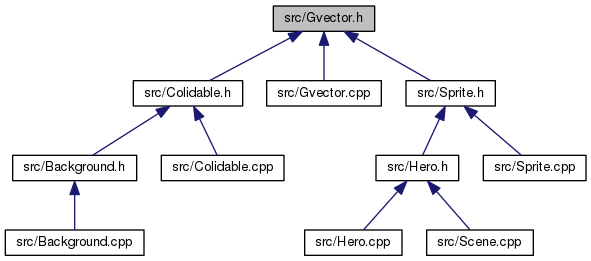 src/Gvector.h
src/Colidable.h
src/Gvector.cpp
src/Sprite.h
src/Background.h
src/Colidable.cpp
src/Hero.h
src/Sprite.cpp
src/Background.cpp
src/Hero.cpp
src/Scene.cpp